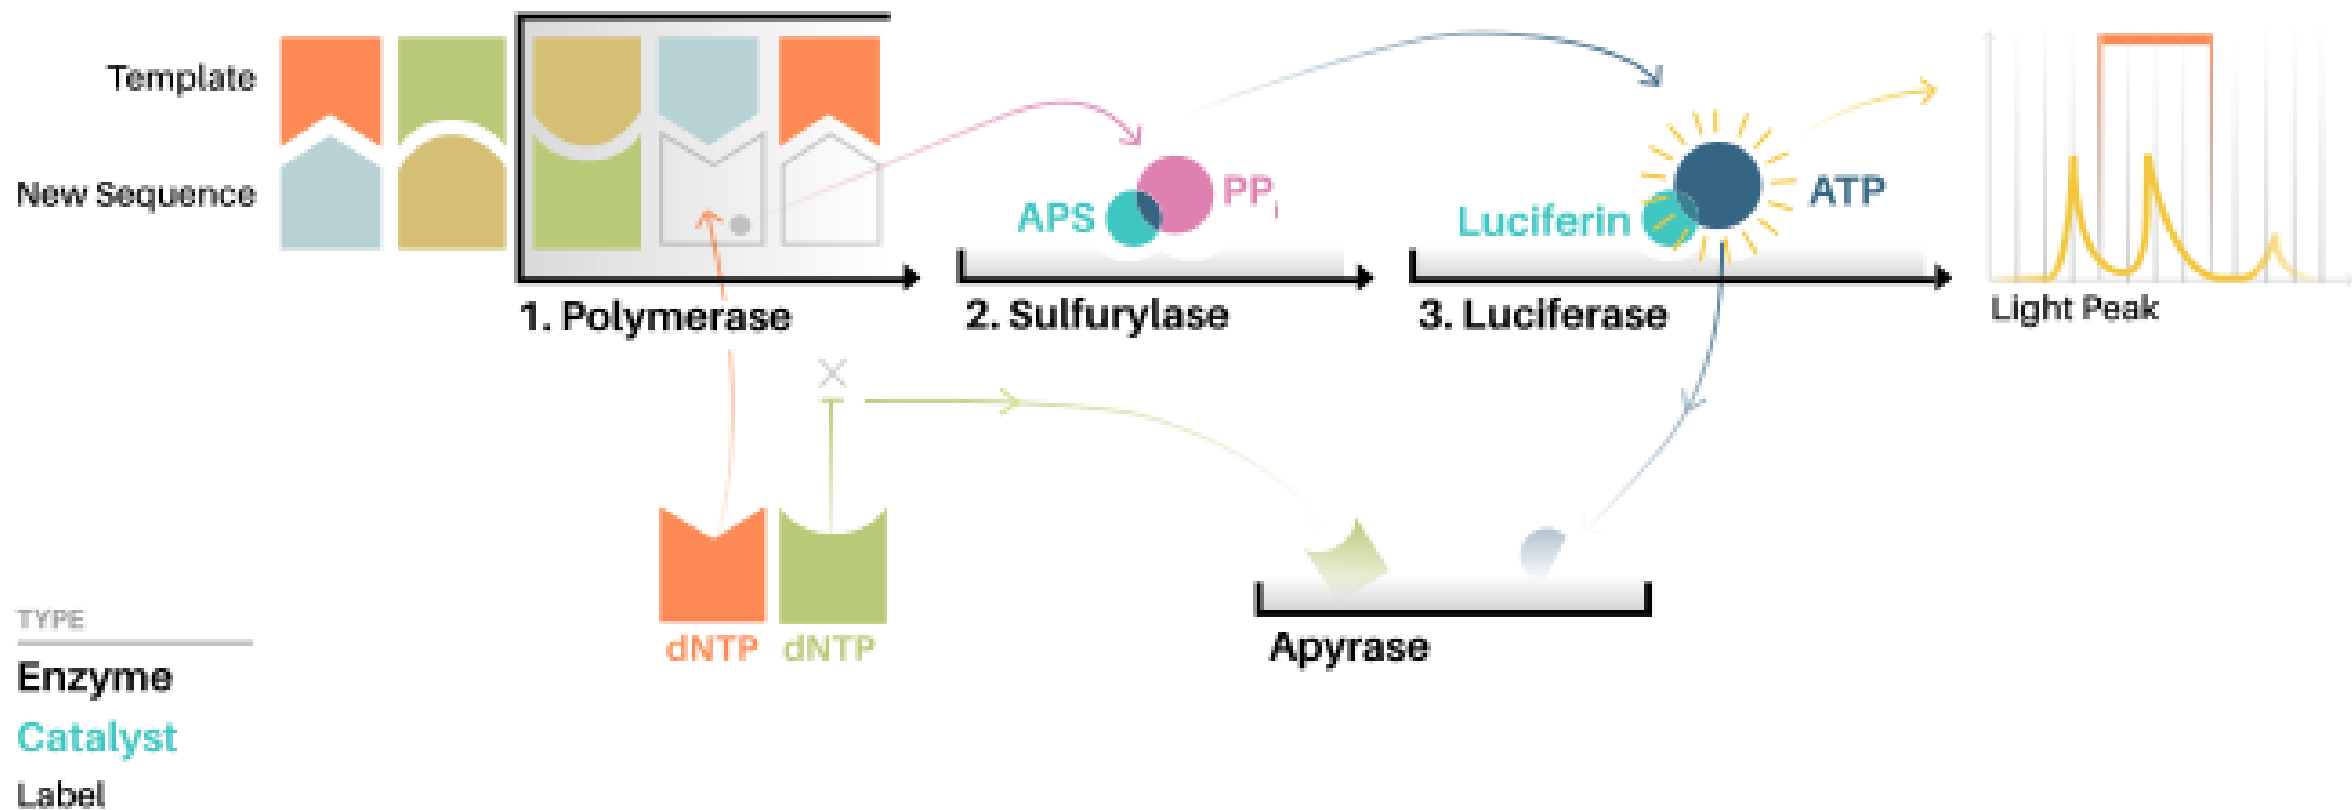 Template
New Sequence
APS
PPi
Luciferin
ATP
1. Polymerase
2. Sulfurylase
3. Luciferase
Light Peak
dNTP
dNTP
Apyrase
TYPE
Enzyme
Catalyst
Label